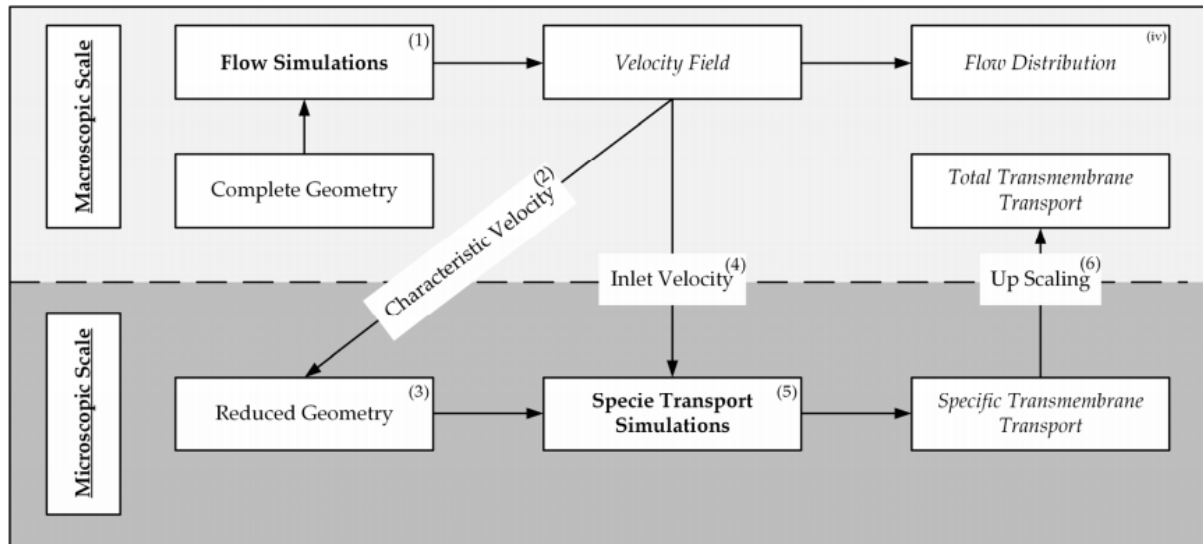 Macroscopic Scale
Flow Simulations
(1)
Velocity Field
Flow Distribution
(iv)
Complete Geometry
Total Transmembrane
Transport
Characteristic Velocity
(2)
Inlet Velocity
(4)
Up Scaling
(6)
Microscopic Scale
Reduced Geometry
(3)
Specie Transport
Simulations
(5)
Specific Transmembrane
Transport